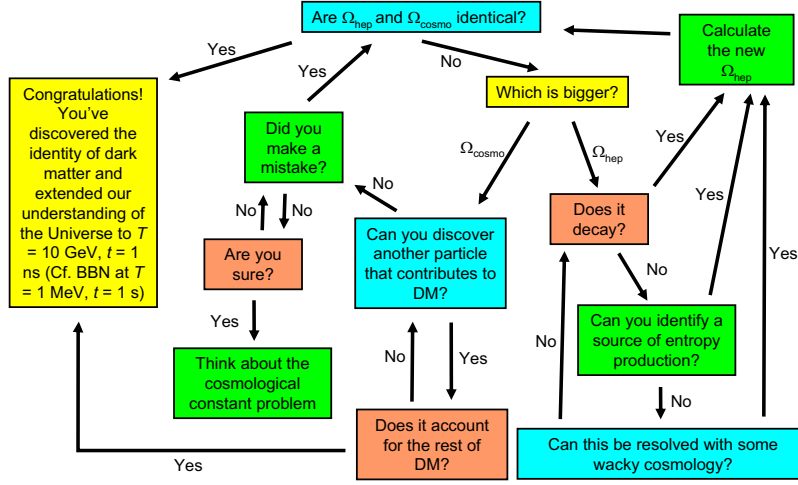 Are Ωhep and Ωcosmo identical?
Calculate
the new
Ωhep
Yes
Yes
No
Congratulations!
You've
discovered the
identity of dark
matter and
extended our
understanding of
the Universe to T
= 10 GeV, t = 1
ns (Cf. BBN at T
= 1 MeV, t = 1 s)
Which is bigger?
Did you
make a
mistake?
Ωcosmo
Ωhep
Yes
Yes
Yes
No
No
No
Does it
decay?
Are you
sure?
Can you discover
another particle
that contributes to
DM?
No
Yes
Can you identify a
source of entropy
production?
Think about the
cosmological
constant problem
No
Yes
No
No
Does it account
for the rest of
DM?
Can this be resolved with some
wacky cosmology?
Yes